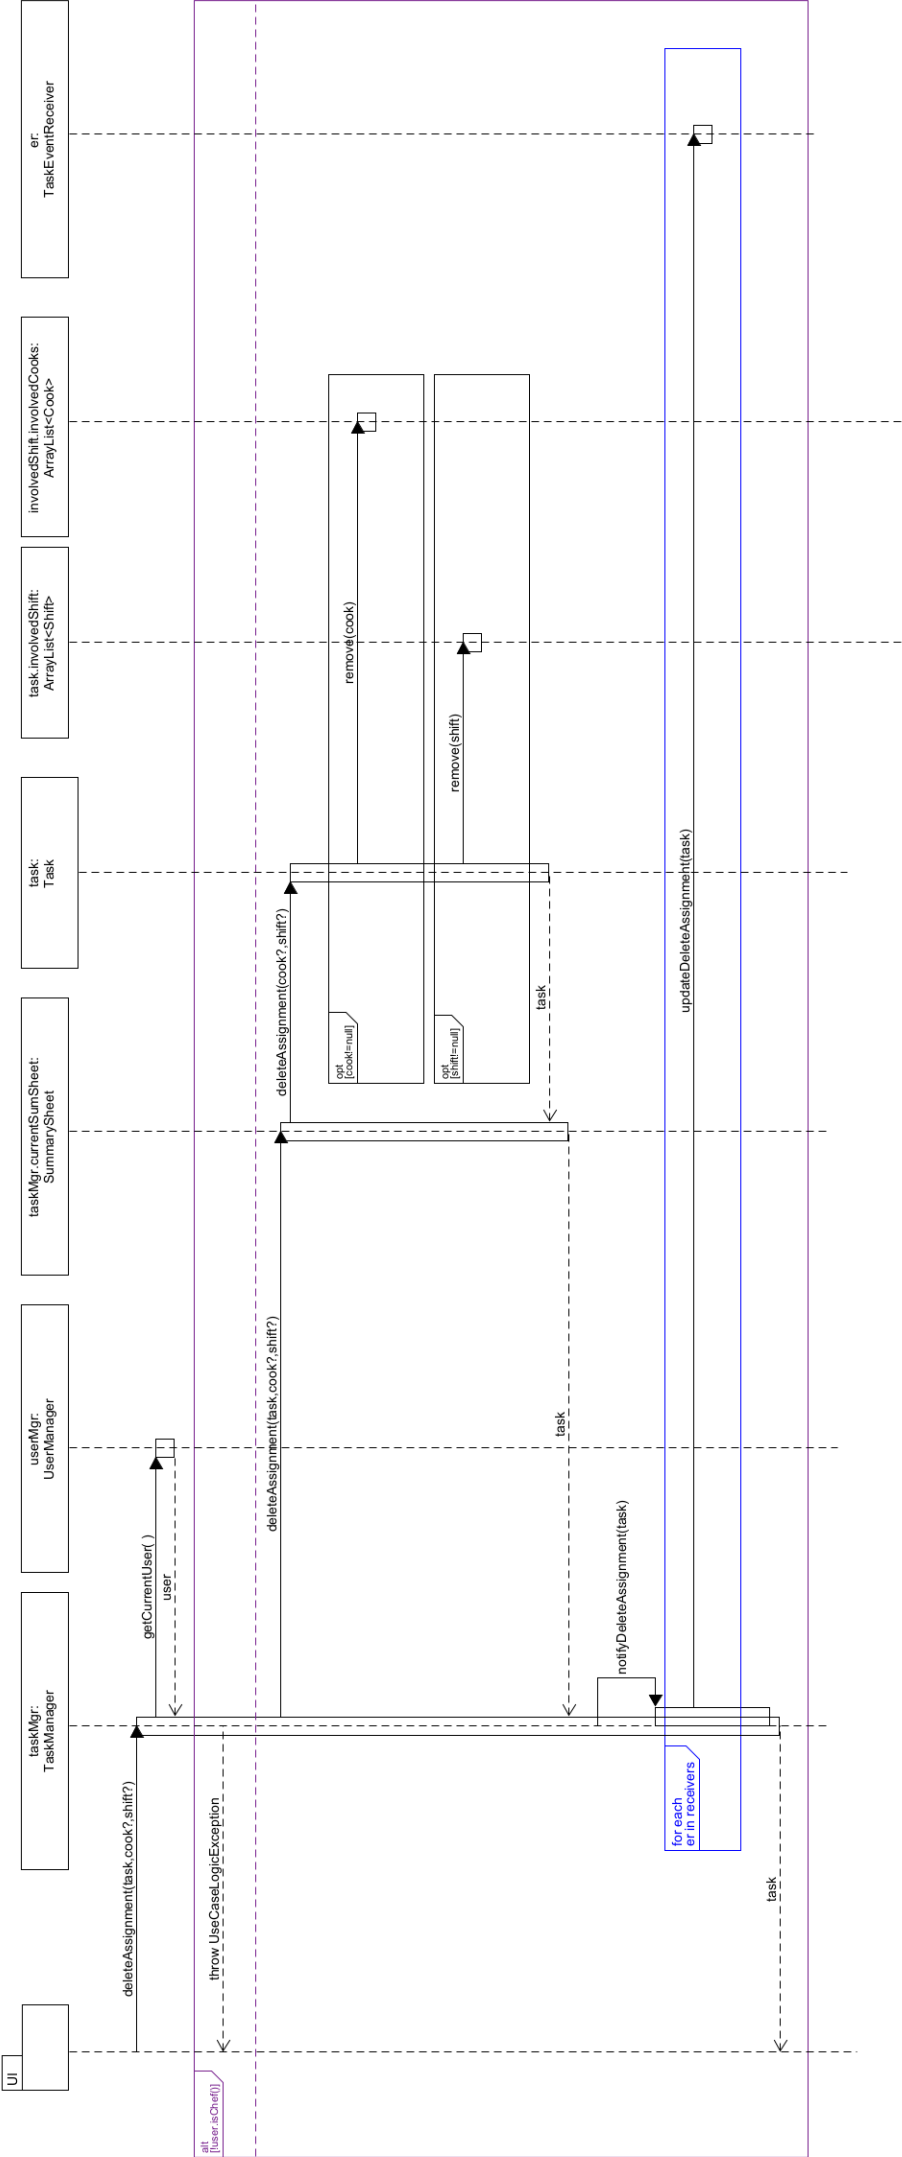 UI
taskMgr:
TaskManager
userMgr:
UserManager
taskMgr.currentSumSheet:
SummarySheet
task:
Task
task.involvedShift:
ArrayList<Shift>
involvedShift.involvedCooks:
ArrayList<Cook>
er:
TaskEventReceiver
deleteAssignment(task,cook?,shift?)
getCurrentUser( )
user
alt
[!user.isChef()]
throw UseCaseLogicException
deleteAssignment(task,cook?,shift?)
deleteAssignment(cook?,shift?)
opt
[cook!=null]
remove(cook)
opt
[shift!=null]
remove(shift)
task
task
notifyDeleteAssignment(task)
for each
er in receivers
updateDeleteAssignment(task)
task